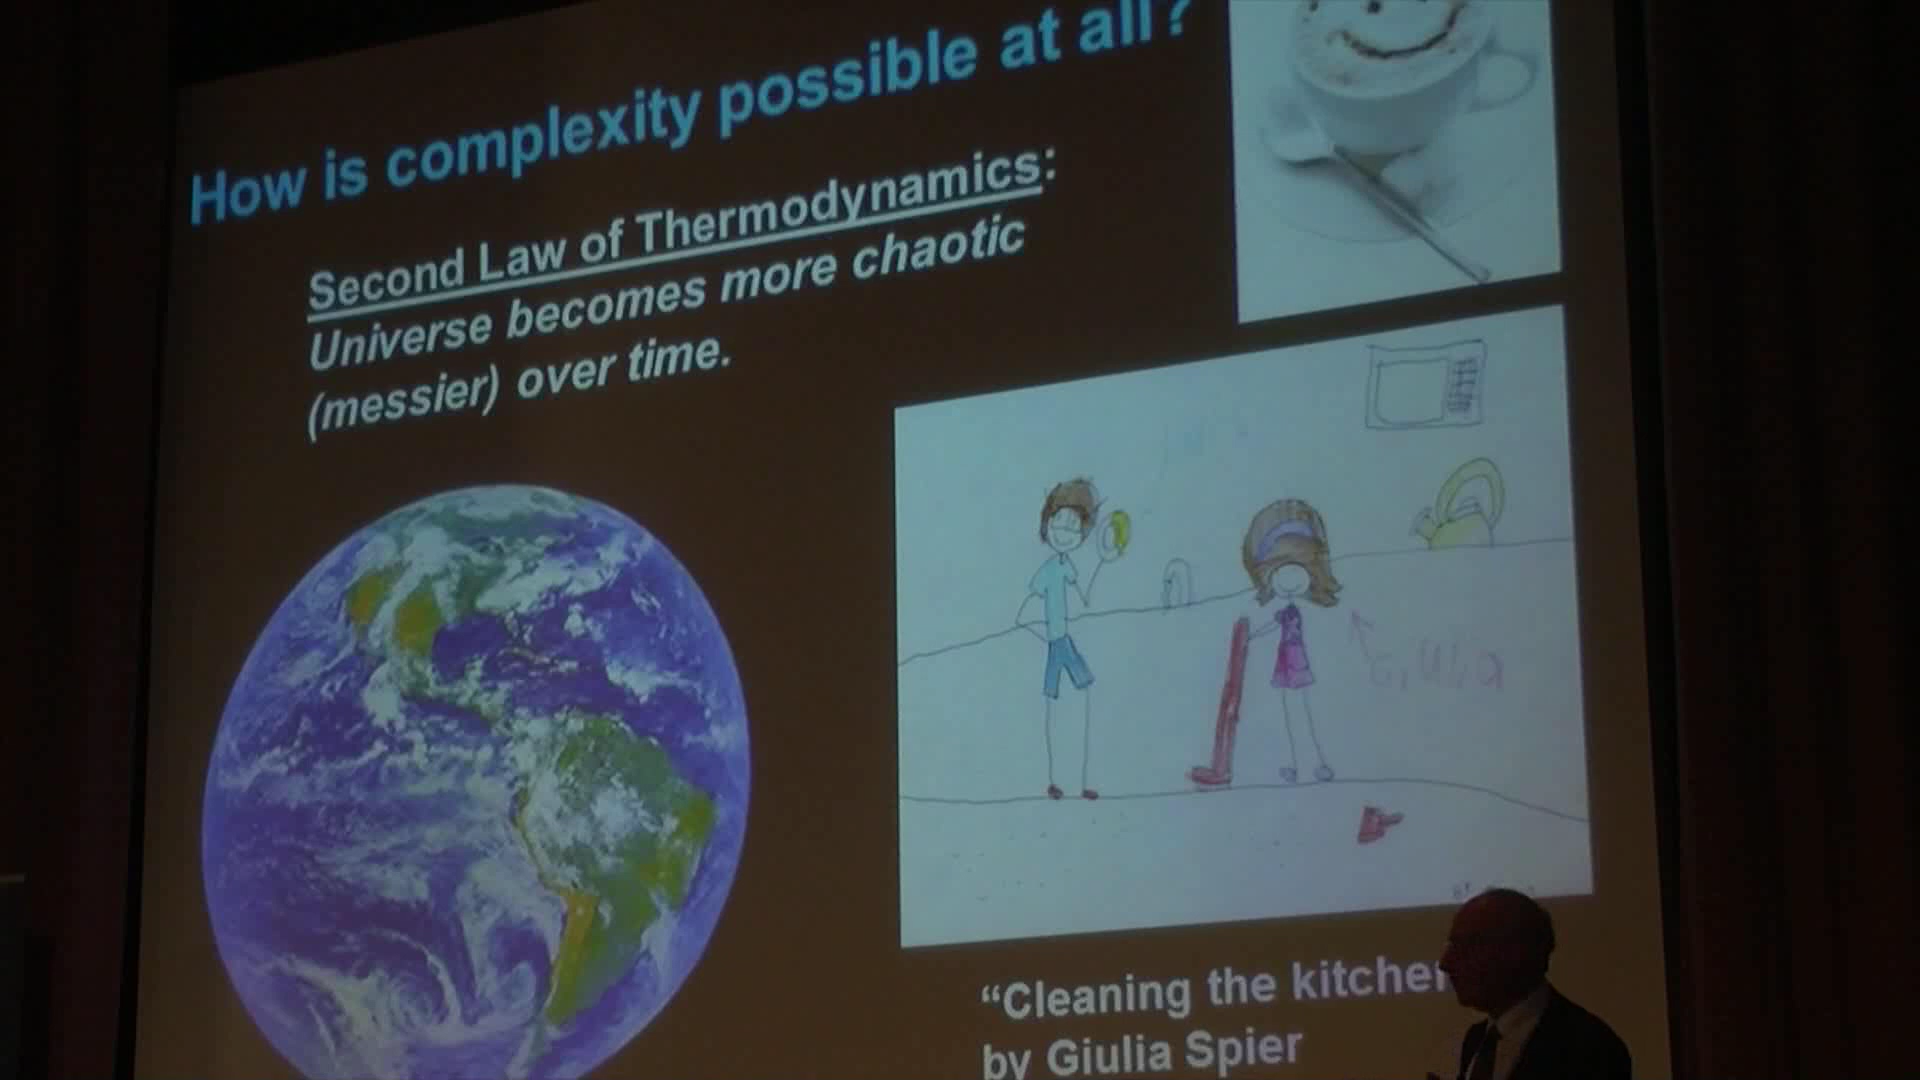 How is complexity possible at all?
Second Law of Thermodynamics:
Universe becomes more chaotic
(messier) over time.
Giulia
“Cleaning the kitchen
by Giulia Spier